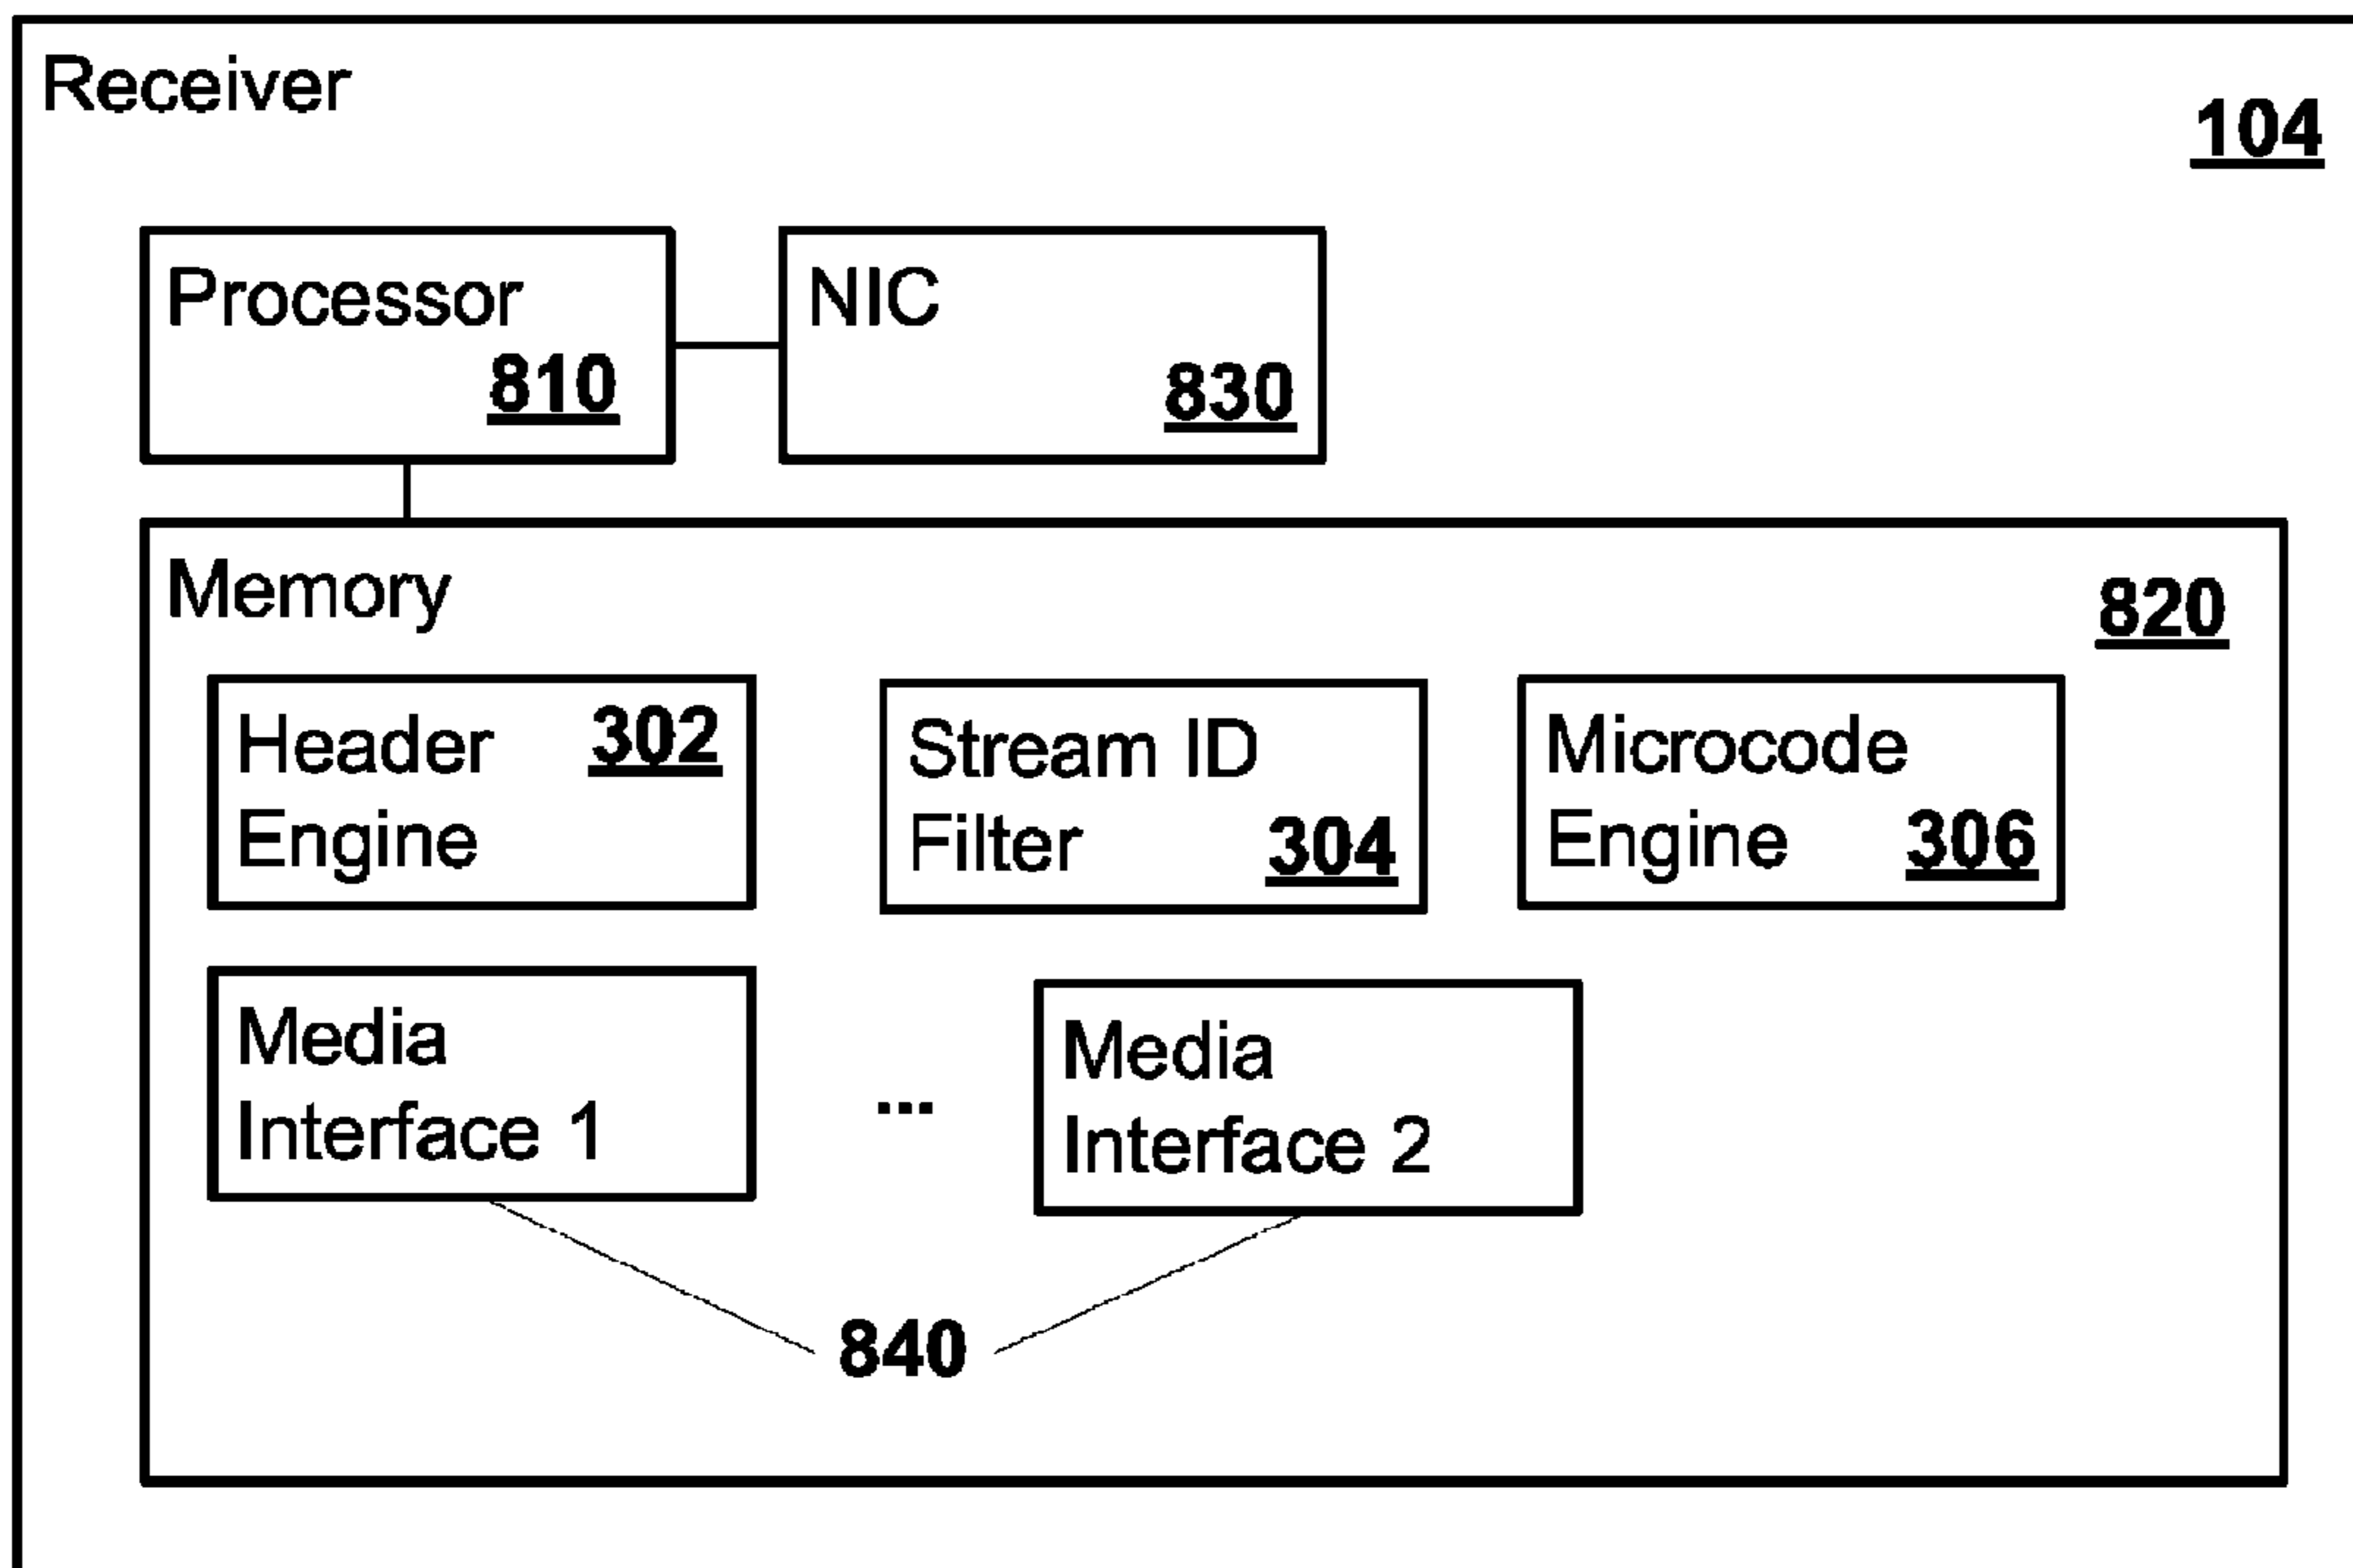 Receiver
104
Processor
810
NIC
830
Memory
820
Header 302
Engine
Stream ID
Filter 304
Microcode
Engine 306
Media
Interface 1
...
Media
Interface 2
840